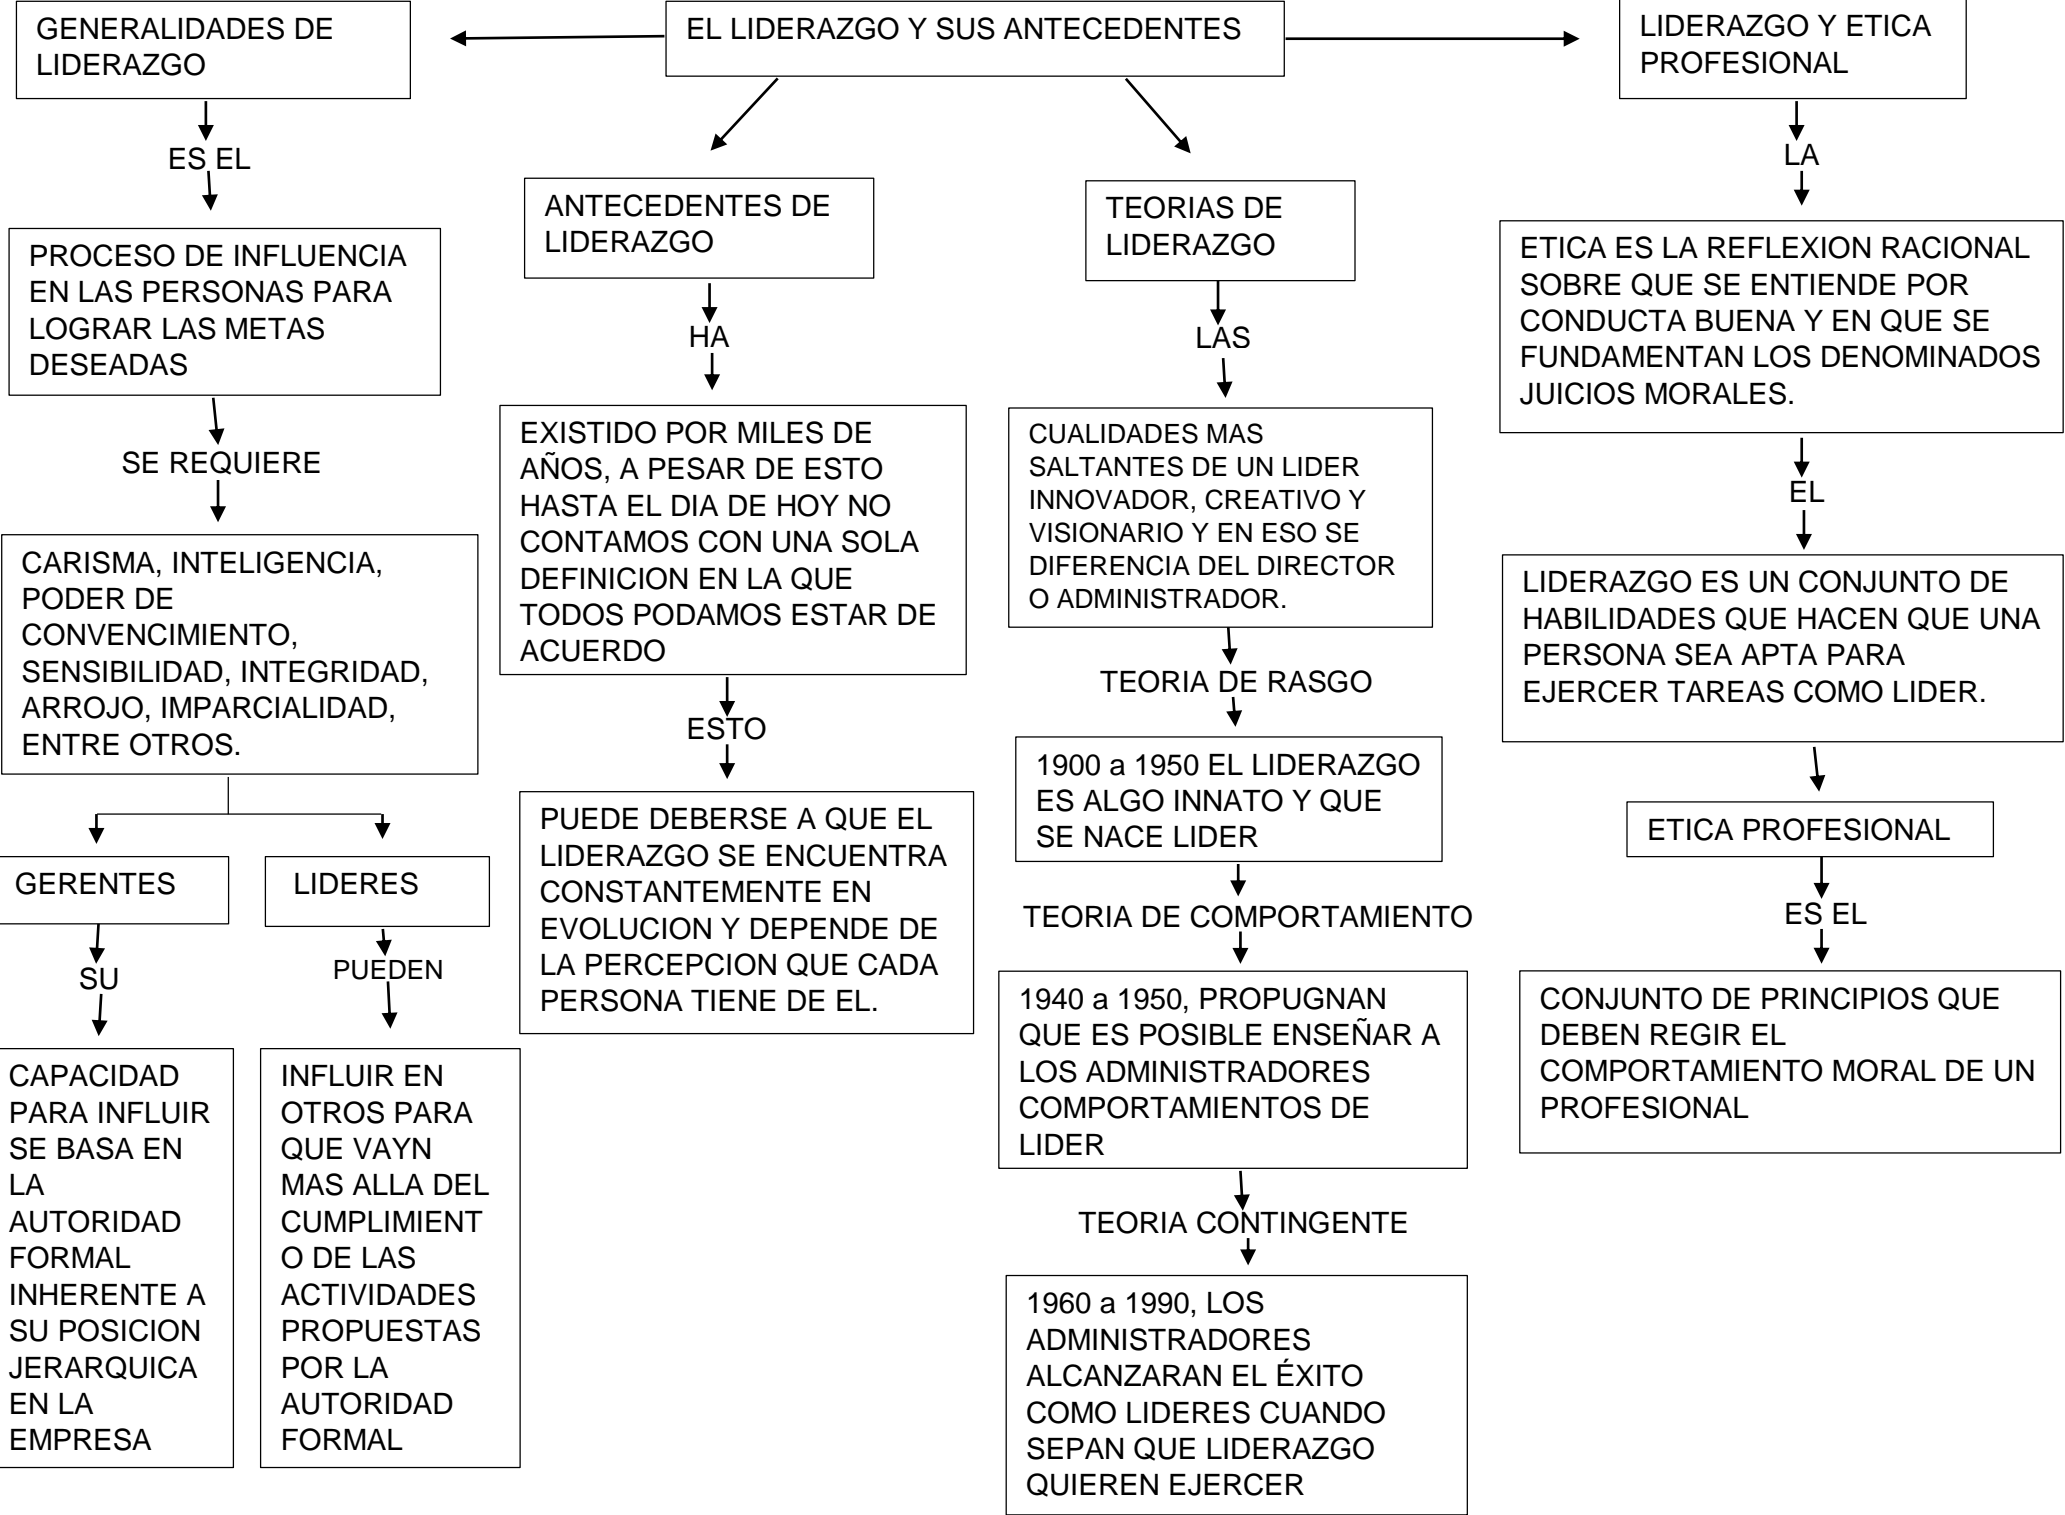 EL LIDERAZGO Y SUS ANTECEDENTES
GENERALIDADES DE
LIDERAZGO
ES EL
PROCESO DE INFLUENCIA
EN LAS PERSONAS PARA
LOGRAR LAS METAS
DESEADAS
SE REQUIERE
CARISMA, INTELIGENCIA,
PODER DE
CONVENCIMIENTO,
SENSIBILIDAD, INTEGRIDAD,
ARROJO, IMPARCIALIDAD,
ENTRE OTROS.
GERENTES
SU
CAPACIDAD
PARA INFLUIR
SE BASA EN
LA
AUTORIDAD
FORMAL
INHERENTE A
SU POSICION
JERARQUICA
EN LA
EMPRESA
LIDERES
PUEDEN
INFLUIR EN
OTROS PARA
QUE VAYN
MAS ALLA DEL
CUMPLIMIENT
O DE LAS
ACTIVIDADES
PROPUESTAS
POR LA
AUTORIDAD
FORMAL
ANTECEDENTES DE
LIDERAZGO
HA
EXISTIDO POR MILES DE
AÑOS, A PESAR DE ESTO
HASTA EL DIA DE HOY NO
CONTAMOS CON UNA SOLA
DEFINICION EN LA QUE
TODOS PODAMOS ESTAR DE
ACUERDO
ESTO
PUEDE DEBERSE A QUE EL
LIDERAZGO SE ENCUENTRA
CONSTANTEMENTE EN
EVOLUCION Y DEPENDE DE
LA PERCEPCION QUE CADA
PERSONA TIENE DE EL.
TEORIAS DE
LIDERAZGO
LAS
CUALIDADES MAS
SALTANTES DE UN LIDER
INNOVADOR, CREATIVO Y
VISIONARIO Y EN ESO SE
DIFERENCIA DEL DIRECTOR
O ADMINISTRADOR.
TEORIA DE RASGO
1900 a 1950 EL LIDERAZGO
ES ALGO INNATO Y QUE
SE NACE LIDER
TEORIA DE COMPORTAMIENTO
1940 a 1950, PROPUGNAN
QUE ES POSIBLE ENSEÑAR A
LOS ADMINISTRADORES
COMPORTAMIENTOS DE
LIDER
TEORIA CONTINGENTE
1960 a 1990, LOS
ADMINISTRADORES
ALCANZARAN EL ÉXITO
COMO LIDERES CUANDO
SEPAN QUE LIDERAZGO
QUIEREN EJERCER
LIDERAZGO Y ETICA
PROFESIONAL
LA
ETICA ES LA REFLEXION RACIONAL
SOBRE QUE SE ENTIENDE POR
CONDUCTA BUENA Y EN QUE SE
FUNDAMENTAN LOS DENOMINADOS
JUICIOS MORALES.
EL
LIDERAZGO ES UN CONJUNTO DE
HABILIDADES QUE HACEN QUE UNA
PERSONA SEA APTA PARA
EJERCER TAREAS COMO LIDER.
ETICA PROFESIONAL
ES EL
CONJUNTO DE PRINCIPIOS QUE
DEBEN REGIR EL
COMPORTAMIENTO MORAL DE UN
PROFESIONAL